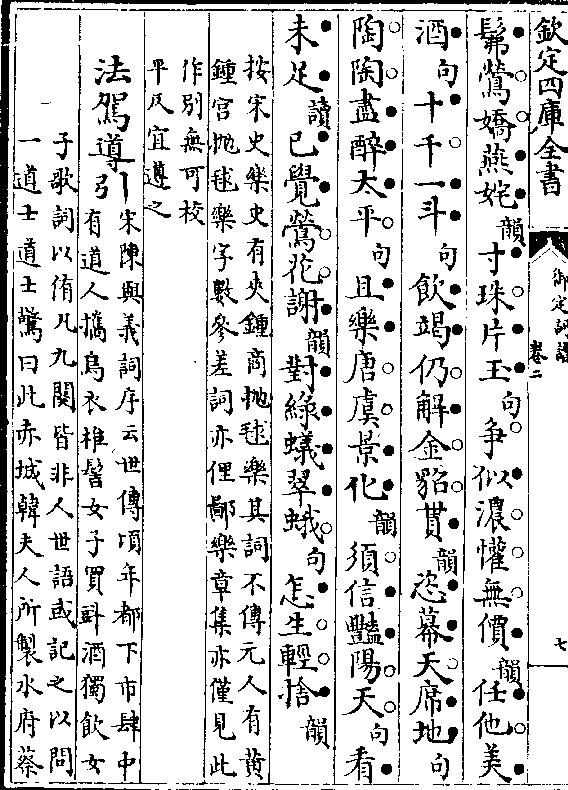 欽定四庫全書
御定詞譜
卷二
七
髴鶯嬌燕姹韻寸珠片玉句爭似濃懽無價韻任他美
酒句十千一斗句飲竭仍解金貂貰韻恣幕天席地句
陶陶盡醉太平句且樂唐虞景化韻須信豔陽天句看
未足讀已覺鶯花謝韻對綠蟻翠蛾句怎生輕捨韻
按宋史樂史有夾鍾商抛毬樂其詞不傳元人有黃
鍾宫抛毬樂字數參差詞亦俚鄙樂章集亦僅見此
作別無可校
平仄宜遵之
法駕導引宋陳與義詞序云世傳頃年都下市肆中
有道人攜烏衣椎髻女子買斗酒獨飲女
子歌詞以侑凡九闋皆非人世語或記之以問
一道士道士驚曰此赤城韓夫人所製水府蔡